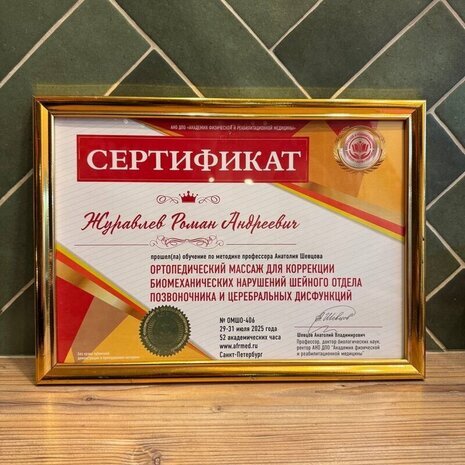 АНО ДПО «АКАДЕМИЯ ФИЗИЧЕСКОЙ И РЕАБИЛИТАЦИОННОЙ МЕДИЦИНЫ»
СЕРТИФИКАТ
Журавлев Роман Андреевич
прошел(ла) обучение по методике профессора Анатолия Шевцова
ОРТОПЕДИЧЕСКИЙ МАССАЖ ДЛЯ КОРРЕКЦИИ
БИОМЕХАНИЧЕСКИХ НАРУШЕНИЙ ШЕЙНОГО ОТДЕЛА
ПОЗВОНОЧНИКА И ЦЕРЕБРАЛЬНЫХ ДИСФУНКЦИЙ
№ ОМШО-406
29-31 июля 2025 года
52 академических часа
www.afrmed.ru
Санкт-Петербург
Шевцов Анатолий Владимирович
Профессор, доктор биологических наук,
ректор АНО ДПО "Академия физической
и реабилитационной медицины"